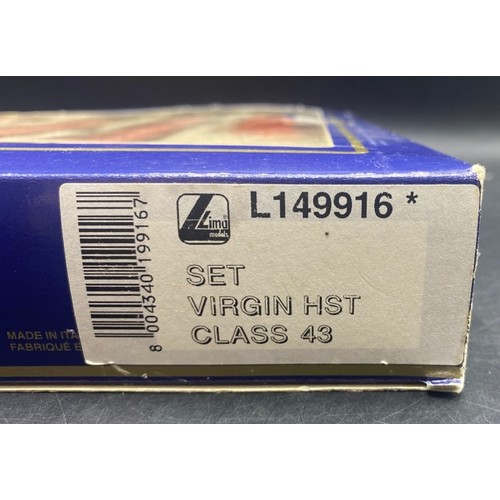 Lima
models
L149916 *
SET
VIRGIN HST
CLASS 43
8 004340 199167
MADE IN ITA
FABRIQUÉ E